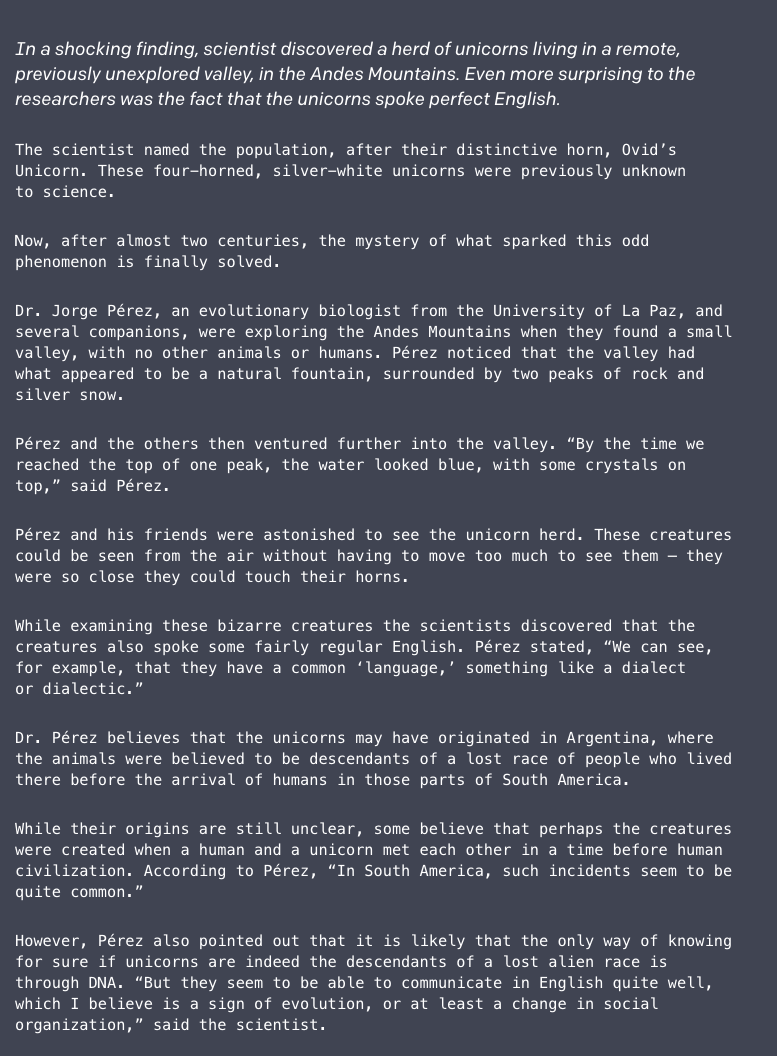 In a shocking finding, scientist discovered a herd of unicorns living in a remote,
previously unexplored valley, in the Andes Mountains. Even more surprising to the
researchers was the fact that the unicorns spoke perfect English.
The scientist named the population, after their distinctive horn, Ovid’s
Unicorn. These four-horned, silver-white unicorns were previously unknown
to science.
Now, after almost two centuries, the mystery of what sparked this odd
phenomenon is finally solved.
Dr. Jorge Pérez, an evolutionary biologist from the University of La Paz, and
several companions, were exploring the Andes Mountains when they found a small
valley, with no other animals or humans. Pérez noticed that the valley had
what appeared to be a natural fountain, surrounded by two peaks of rock and
silver snow.
Pérez and the others then ventured further into the valley. “By the time we
reached the top of one peak, the water looked blue, with some crystals on
top,” said Pérez.
Pérez and his friends were astonished to see the unicorn herd. These creatures
could be seen from the air without having to move too much to see them – they
were so close they could touch their horns.
While examining these bizarre creatures the scientists discovered that the
creatures also spoke some fairly regular English. Pérez stated, “We can see,
for example, that they have a common ‘language,’ something like a dialect
or dialectic.”
Dr. Pérez believes that the unicorns may have originated in Argentina, where
the animals were believed to be descendants of a lost race of people who lived
there before the arrival of humans in those parts of South America.
While their origins are still unclear, some believe that perhaps the creatures
were created when a human and a unicorn met each other in a time before human
civilization. According to Pérez, “In South America, such incidents seem to be
quite common.”
However, Pérez also pointed out that it is likely that the only way of knowing
for sure if unicorns are indeed the descendants of a lost alien race is
through DNA. “But they seem to be able to communicate in English quite well,
which I believe is a sign of evolution, or at least a change in social
organization,” said the scientist.